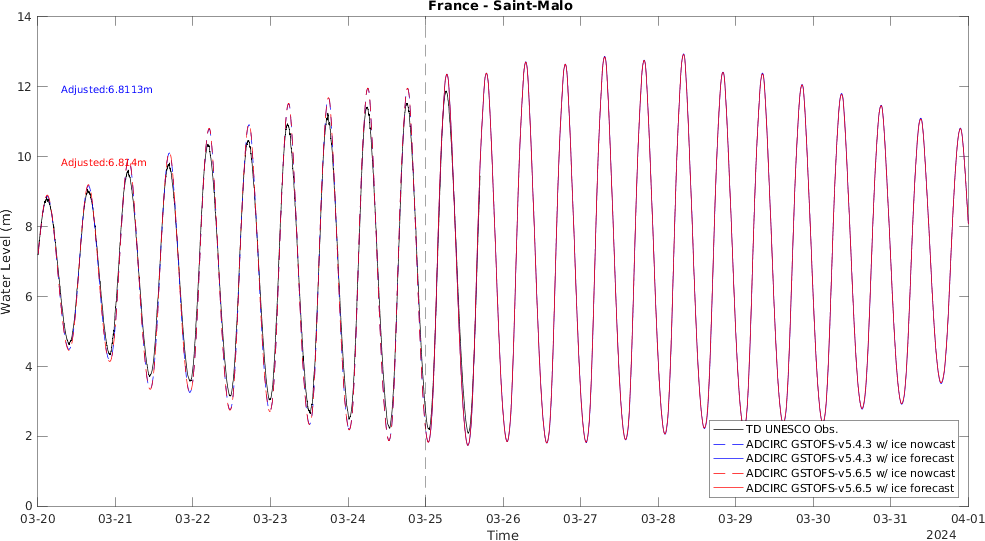 France - Saint-Malo
14
12
10
8
6
4
2
0
Water Level (m)
Adjusted:6.8113m
Adjusted:6.814m
TD UNESCO Obs.
ADCIRC GSTOFS-v5.4.3 w/ ice nowcast
ADCIRC GSTOFS-v5.4.3 w/ ice forecast
ADCIRC GSTOFS-v5.6.5 w/ ice nowcast
ADCIRC GSTOFS-v5.6.5 w/ ice forecast
03-20 03-21 03-22 03-23 03-24 03-25 03-26 03-27 03-28 03-29 03-30 03-31 04-01
Time
2024